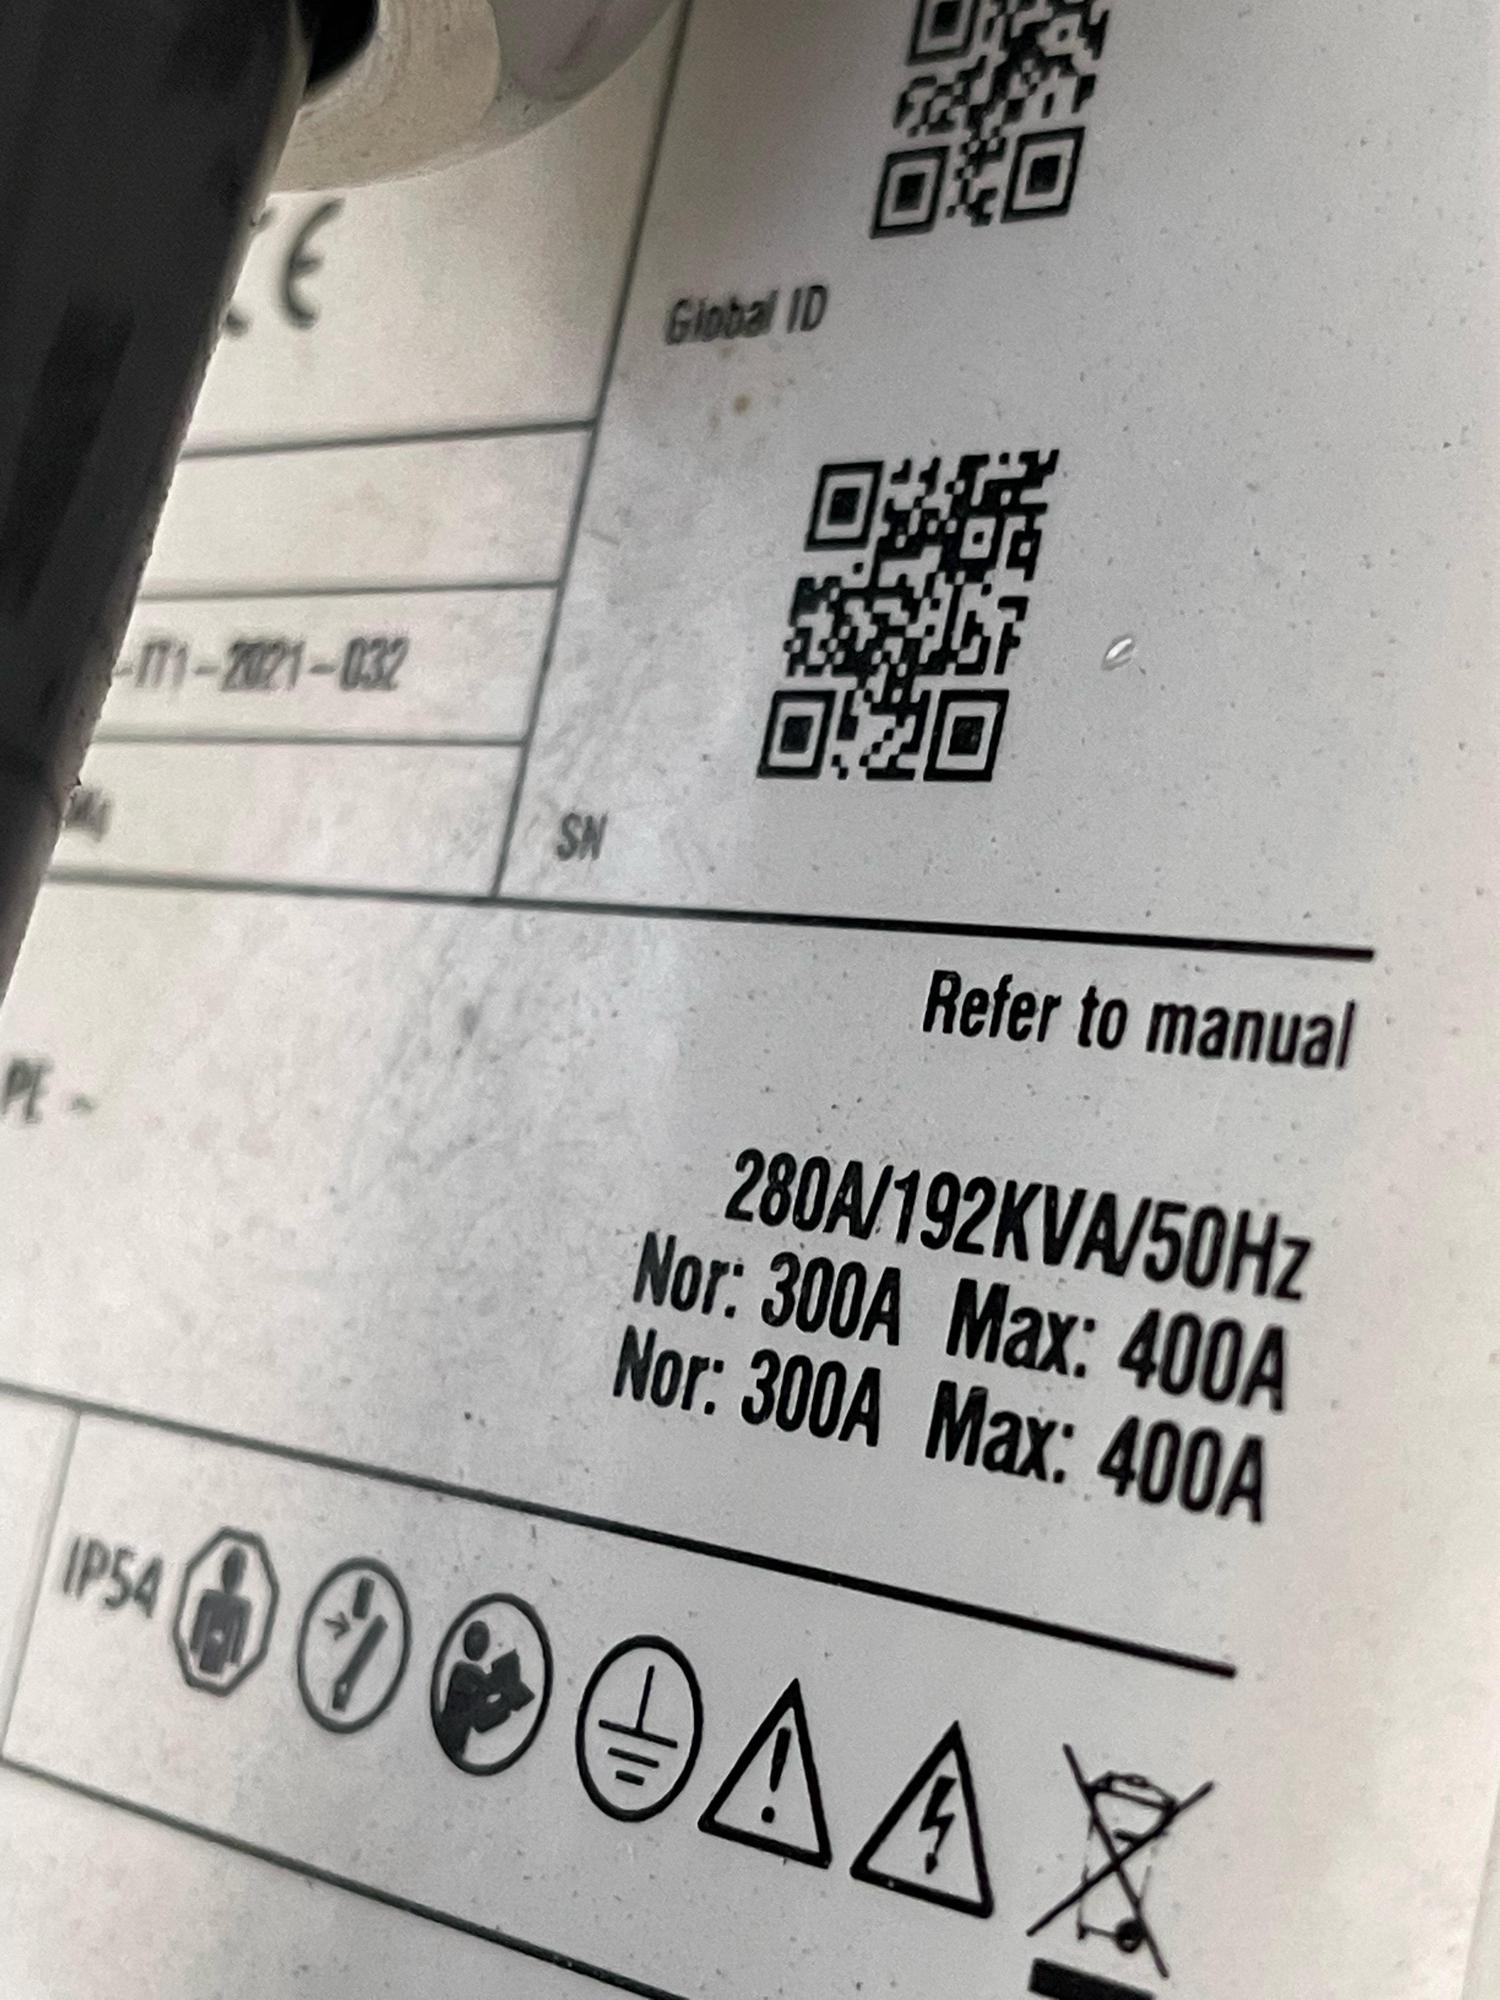 CE
Global ID
-IT1-2021-032
SN
Refer to manual
PE ~
280A/192KVA/50Hz
Nor: 300A Max: 400A
Nor: 300A Max: 400A
IP54